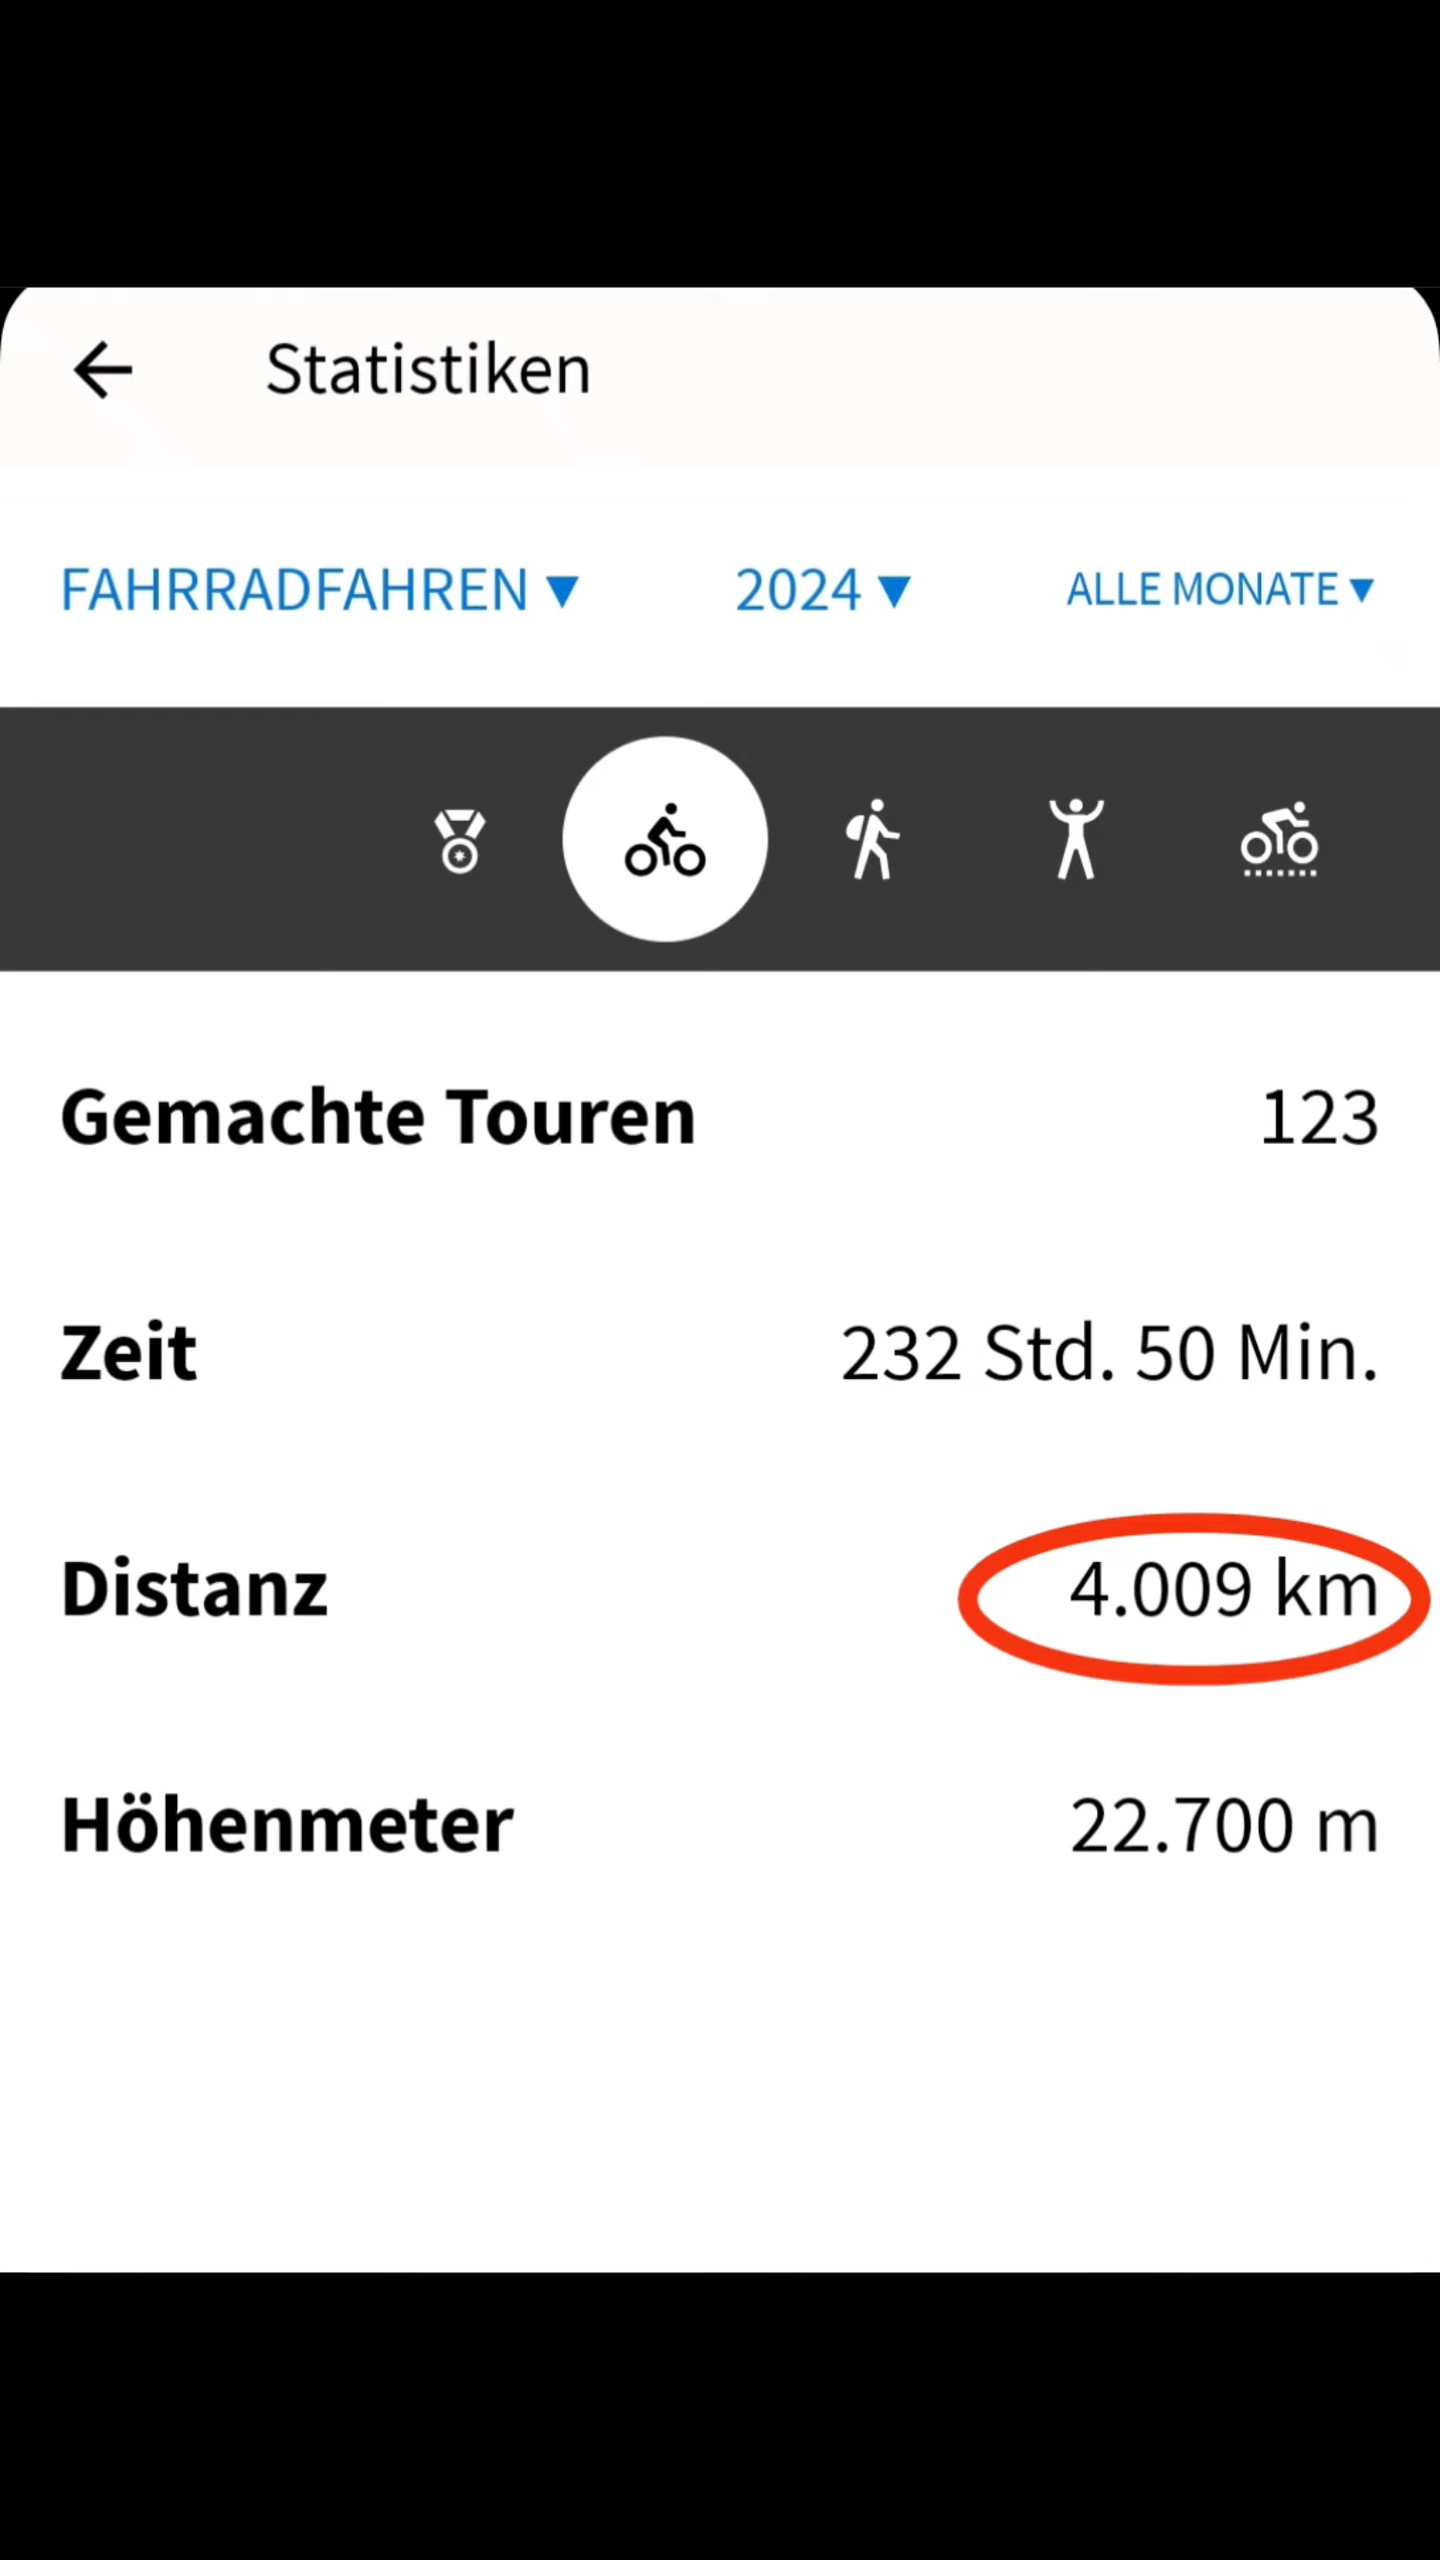 Statistiken
FAHRRADFAHREN ▼ 2024 ▼ ALLE MONATE ▼
Gemachte Touren 123
Zeit 232 Std. 50 Min.
Distanz 4.009 km
Höhenmeter 22.700 m